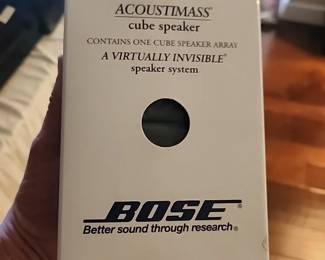 ACOUSTIMASS®
cube speaker
CONTAINS ONE CUBE SPEAKER ARRAY
A VIRTUALLY INVISIBLE®
speaker system
BOSE®
Better sound through research®